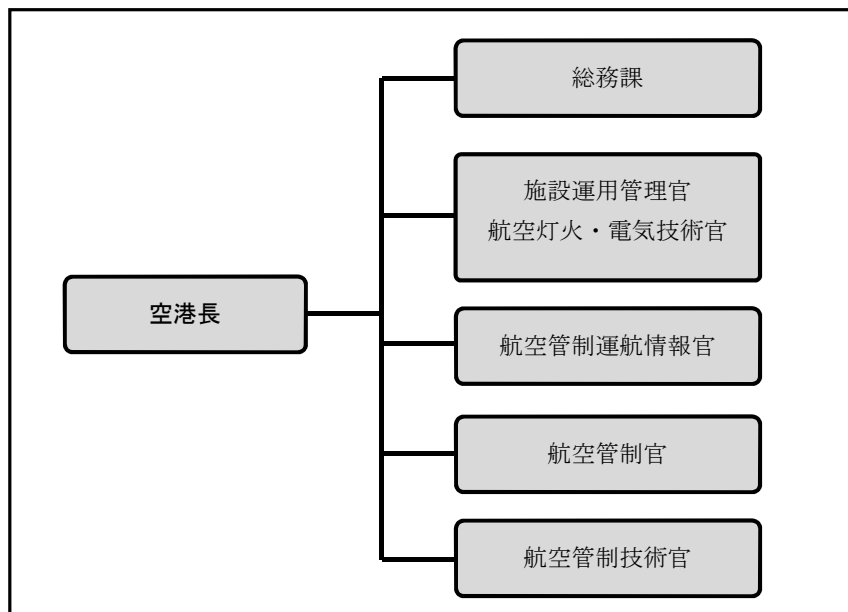 総務課
施設運用管理官
航空灯火・電気技術官
空港長
航空管制運航情報官
航空管制官
航空管制技術官